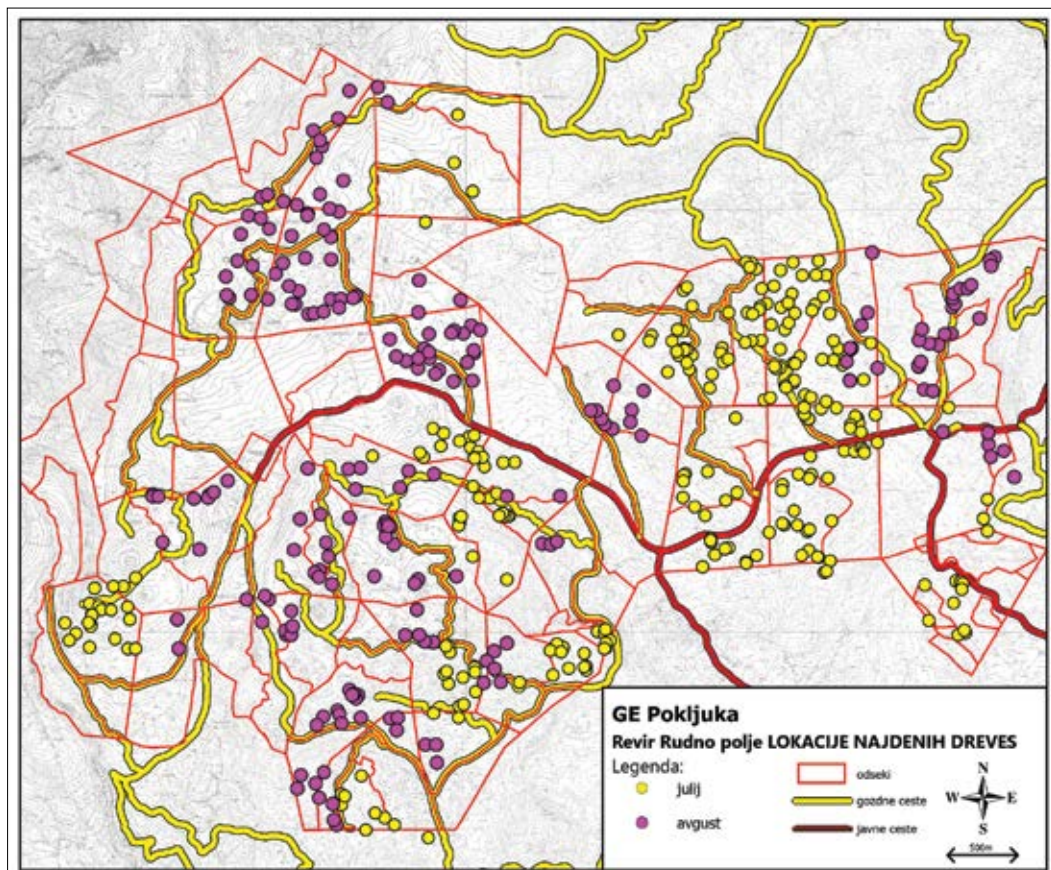 GE Pokljuka
Revir Rudno polje LOKACIJE NAJDENIH DREVES
Legenda:
julij
avgust
odseki
gozdne ceste
javne ceste
N
W E
S
500m